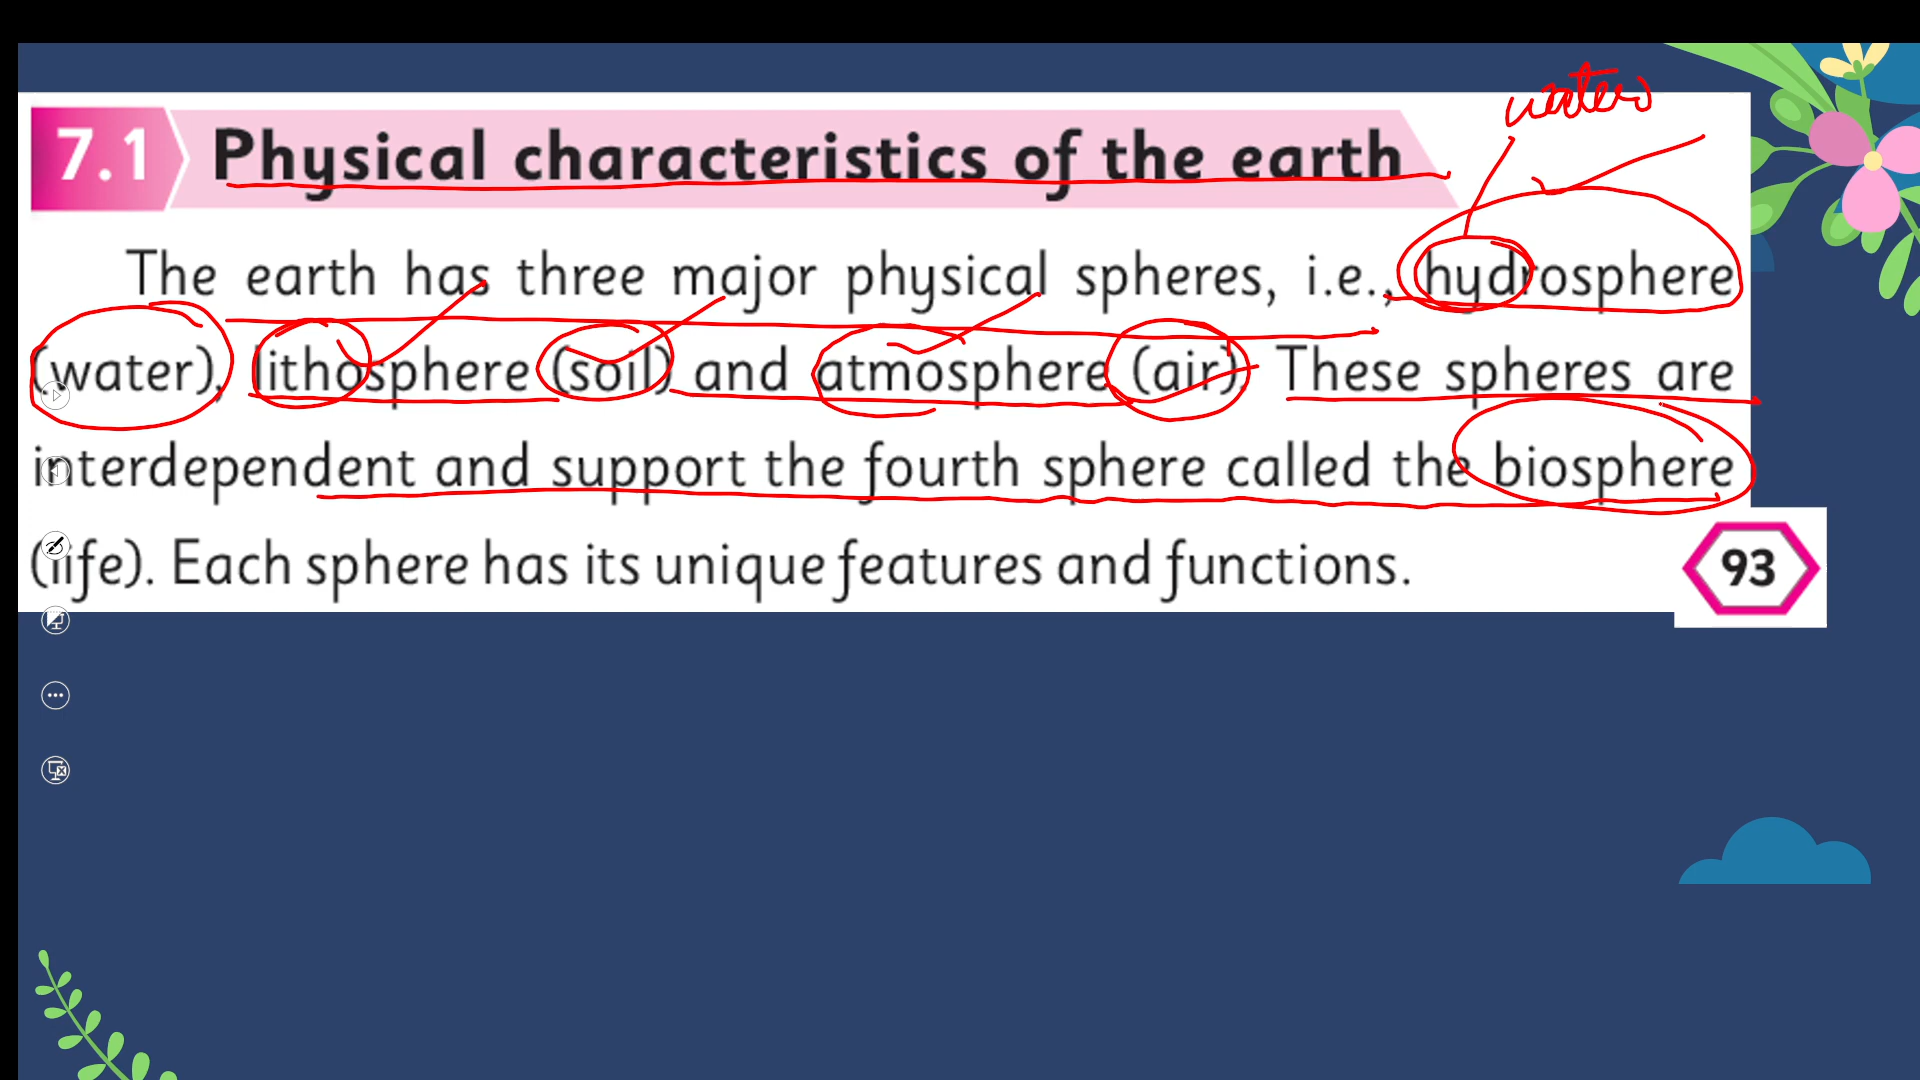 water
7.1 Physical characteristics of the earth
The earth has three major physical spheres, i.e., hydrosphere
(water), lithosphere (soil) and atmosphere (air). These spheres are
interdependent and support the fourth sphere called the biosphere
(life). Each sphere has its unique features and functions.
93